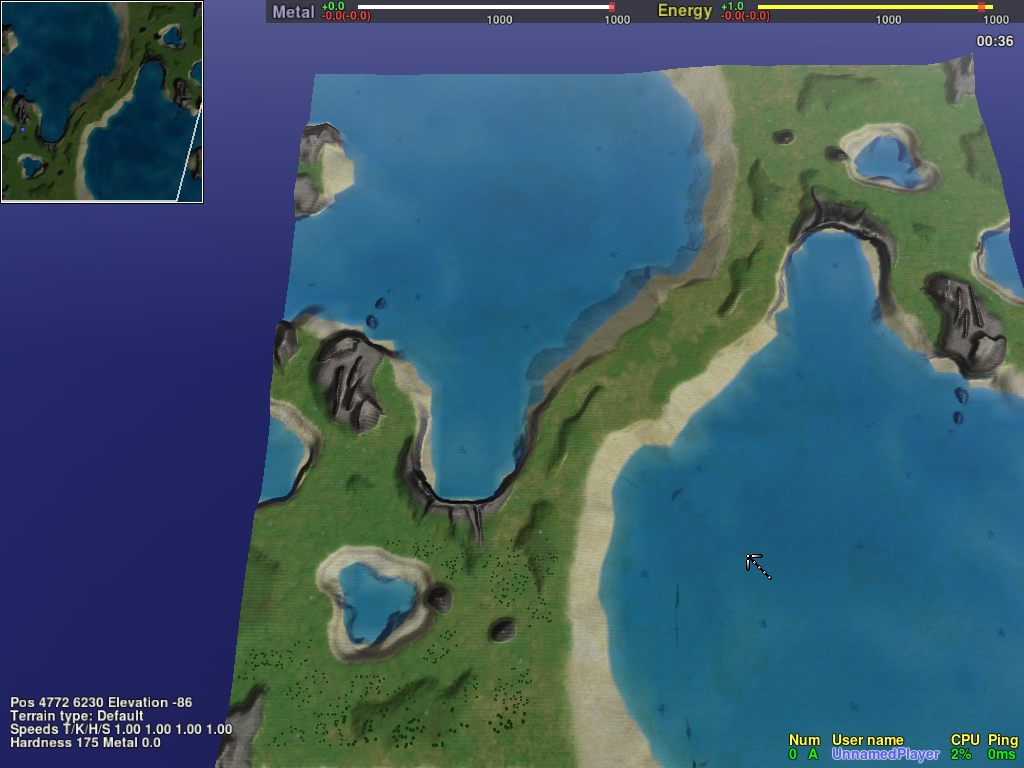 Metal +0.0 -0.0(-0.0) 1000 1000
Energy +1.0 -0.0(-0.0) 1000 1000
00:36
Pos 4772 6230 Elevation -86
Terrain type: Default
Speeds T/K/H/S 1.00 1.00 1.00 1.00
Hardness 175 Metal 0.0
Num User name CPU Ping
0 A UnnamedPlayer 2% 0ms